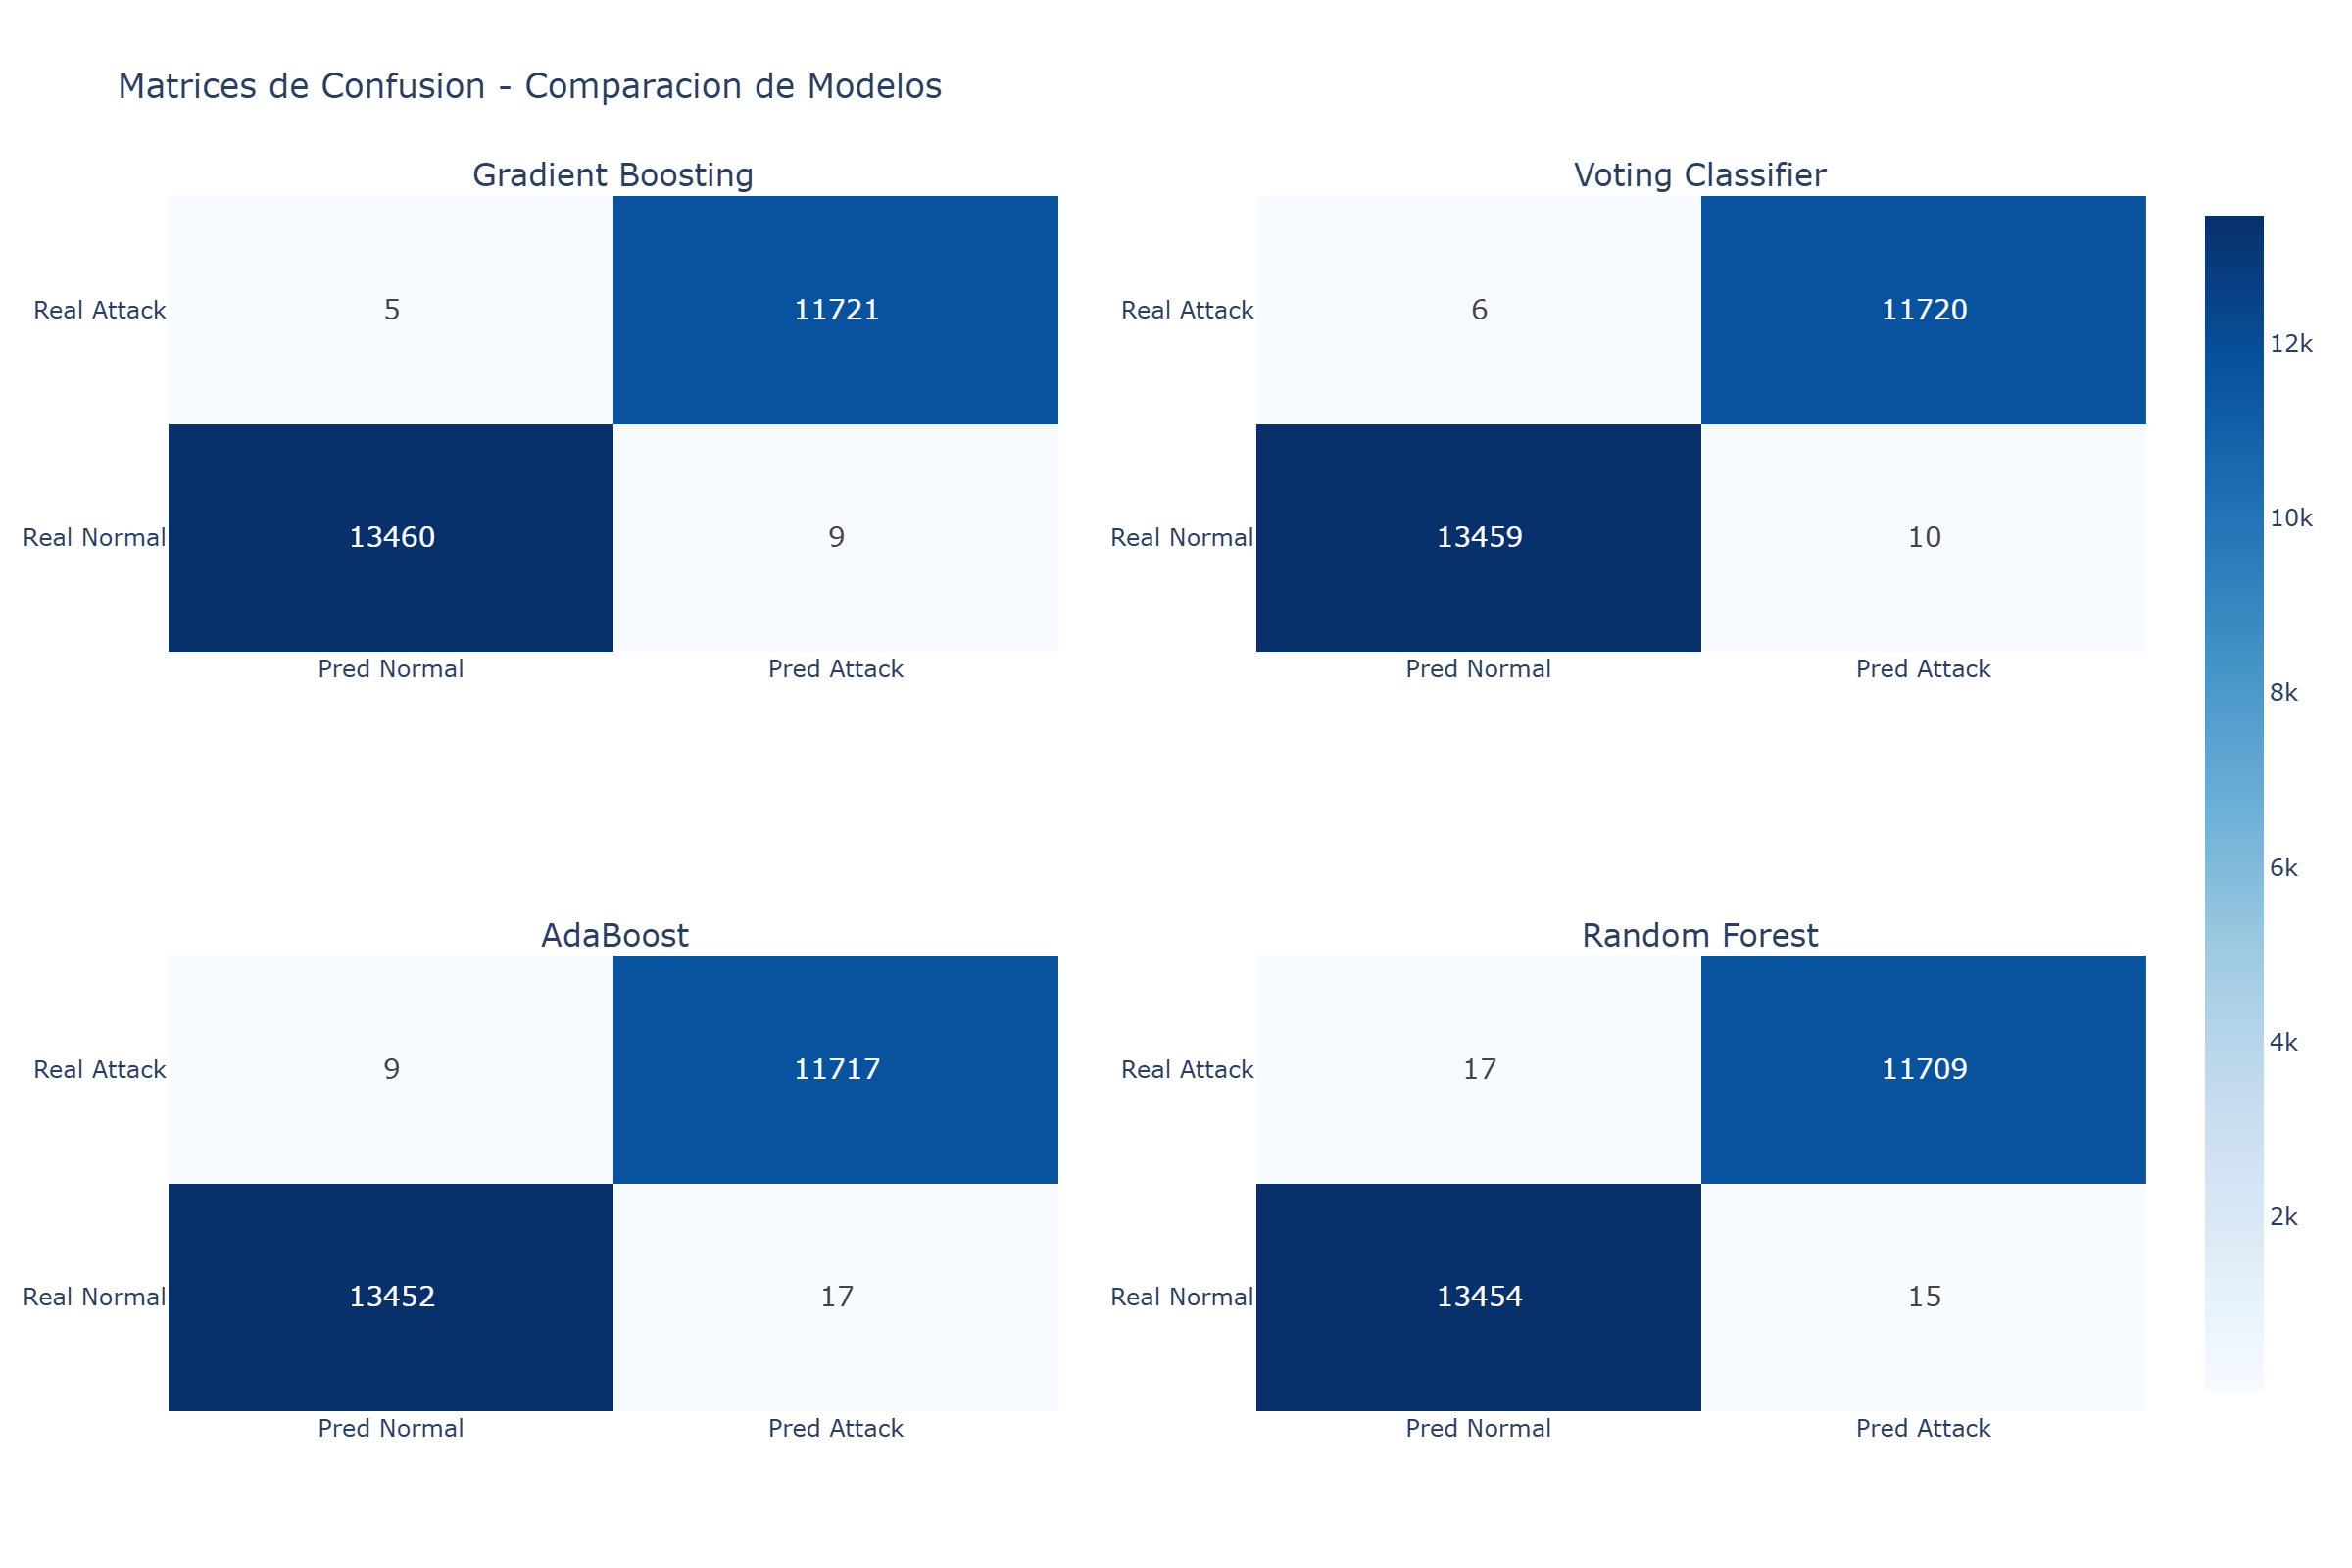 Matrices de Confusion - Comparacion de Modelos
Gradient Boosting
Real Attack
5
11721
Real Normal
13460
9
Pred Normal
Pred Attack
Voting Classifier
Real Attack
6
11720
Real Normal
13459
10
Pred Normal
Pred Attack
AdaBoost
Real Attack
9
11717
Real Normal
13452
17
Pred Normal
Pred Attack
Random Forest
Real Attack
17
11709
Real Normal
13454
15
Pred Normal
Pred Attack
12k
10k
8k
6k
4k
2k